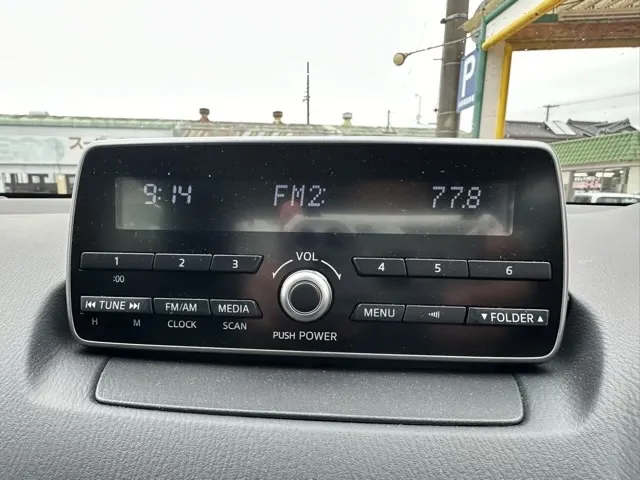 P
ス
9:14 FM2: 77.8
VOL
1 2 3 4 5 6
:00
⏮ TUNE ⏭ FM/AM MEDIA MENU ▼ FOLDER ▲
H M CLOCK SCAN
PUSH POWER